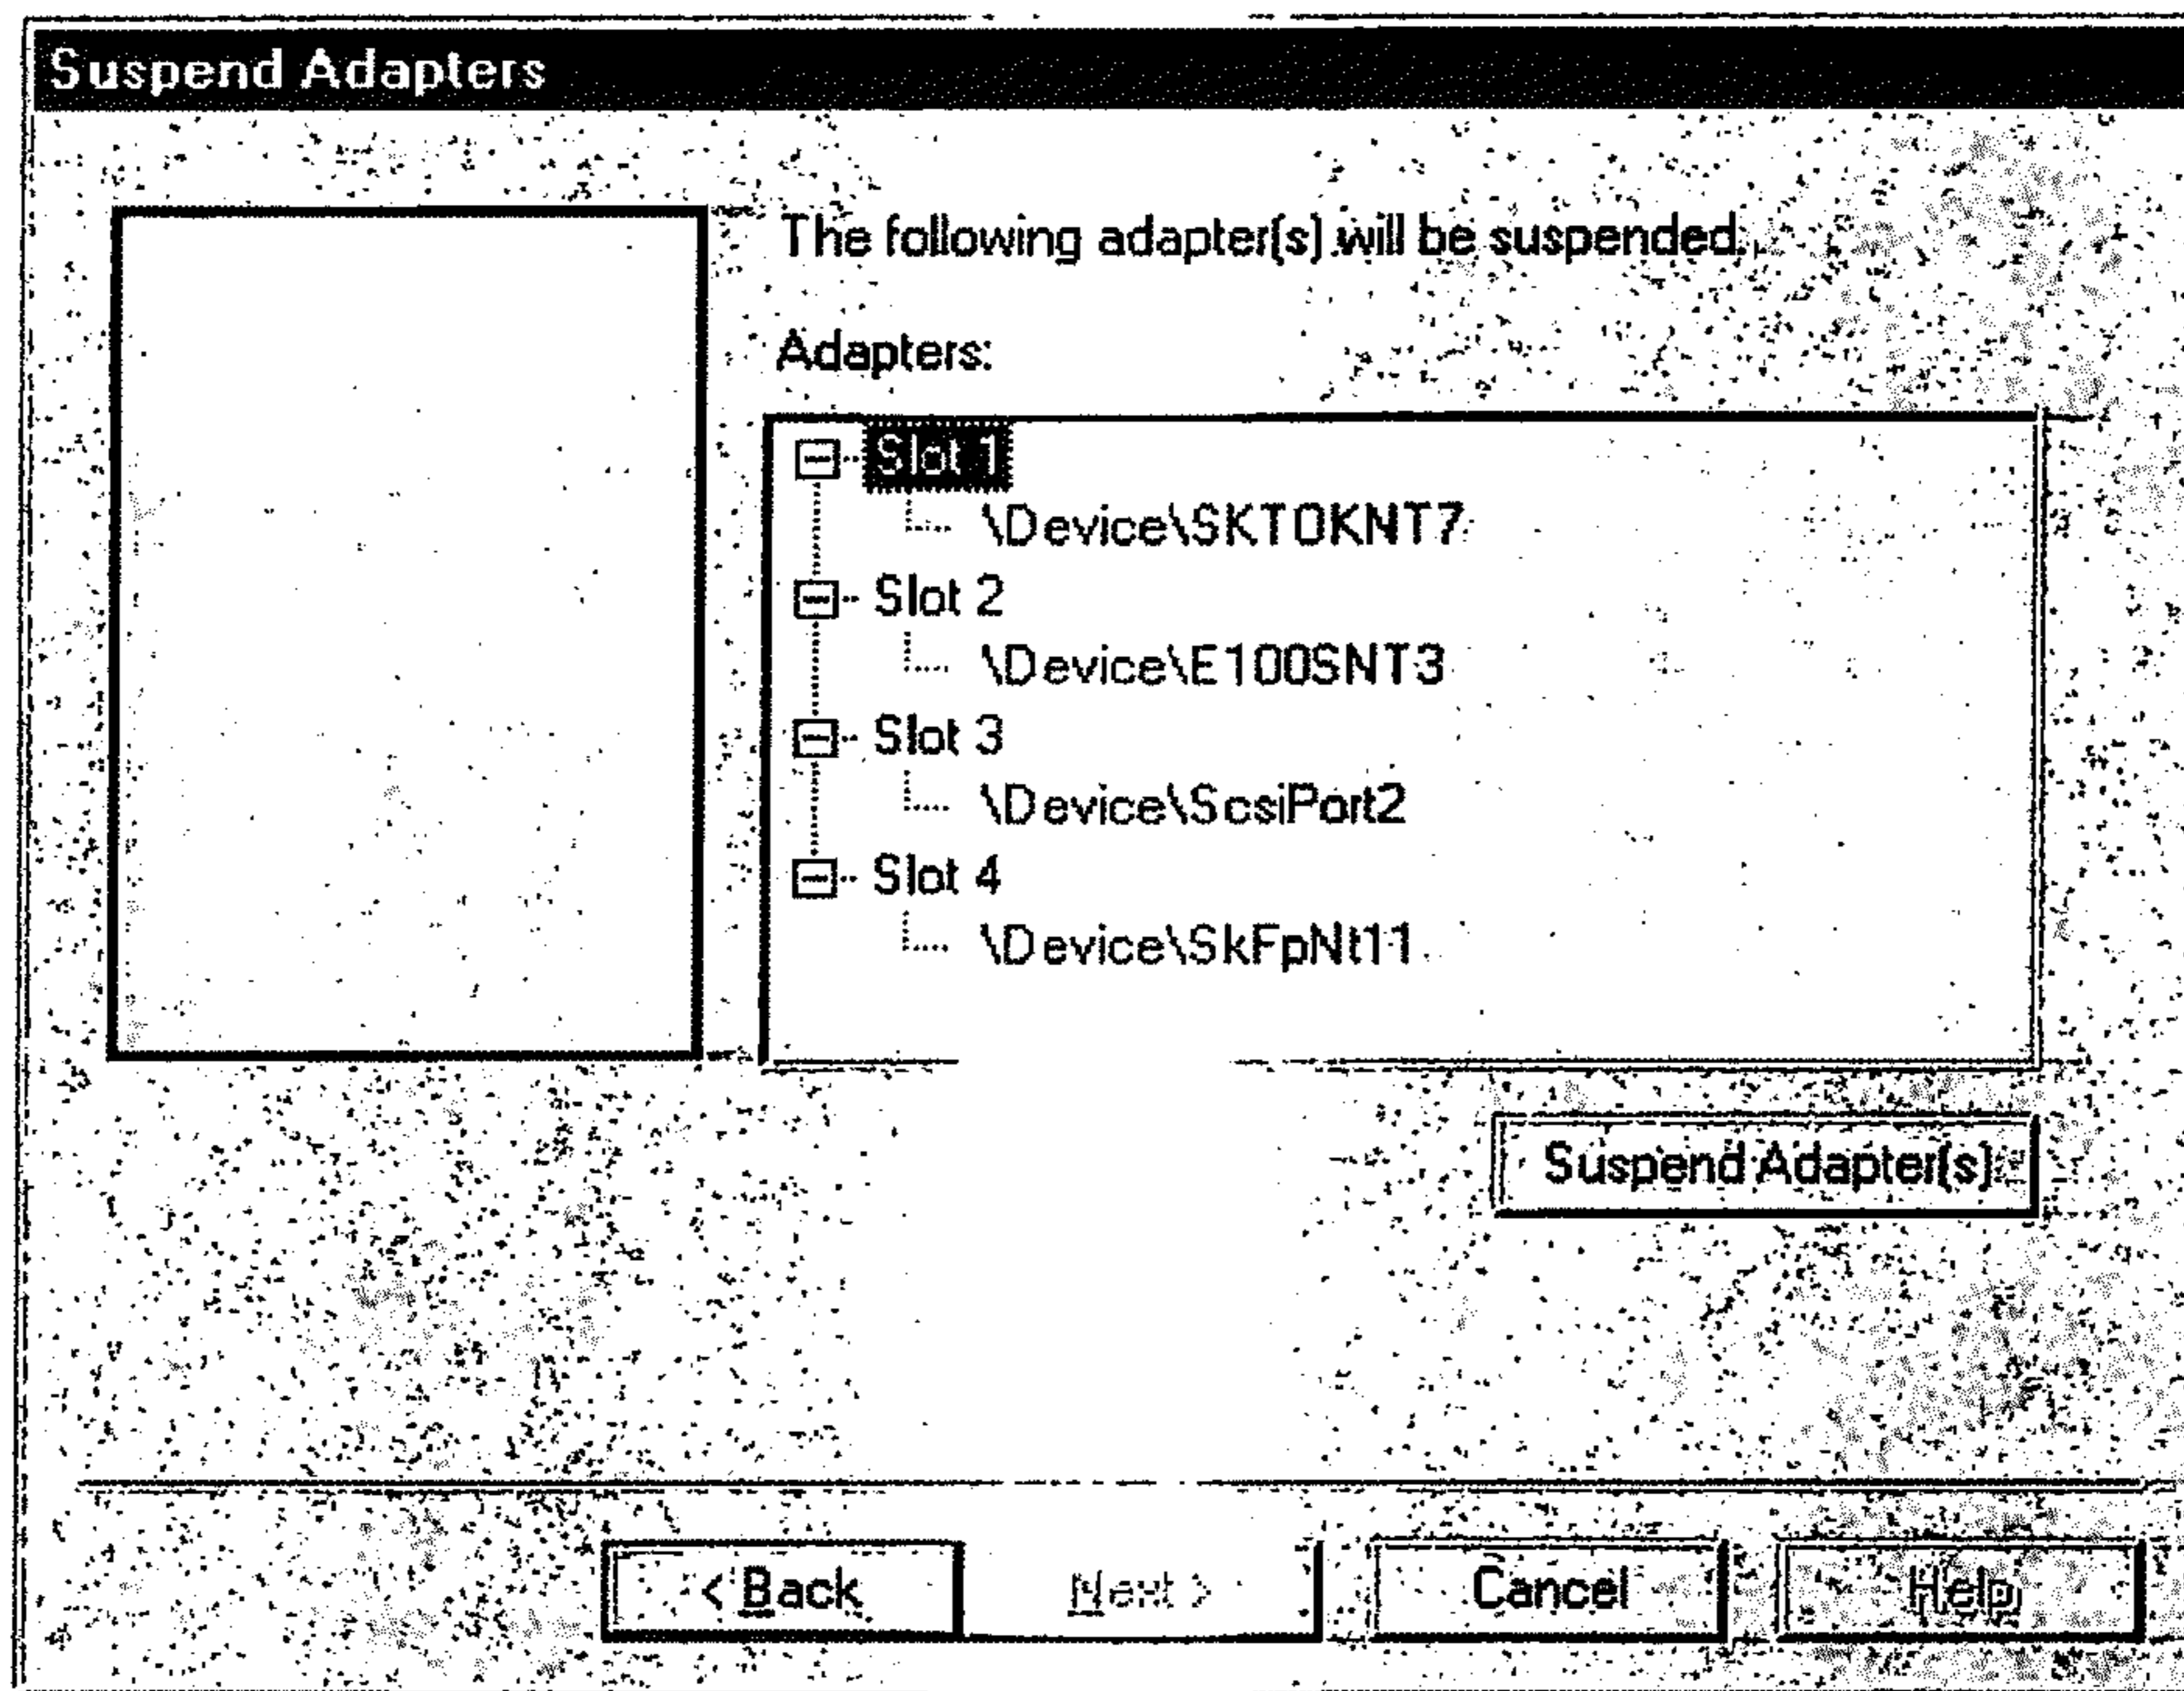 Suspend Adapters
The following adapter(s) will be suspended.
Adapters:
Slot 1
\Device\SKTOKNT7
Slot 2
\Device\E100SNT3
Slot 3
\Device\ScsiPort2
Slot 4
\Device\SkFpNt11
Suspend Adapter(s)
< Back Next > Cancel Help